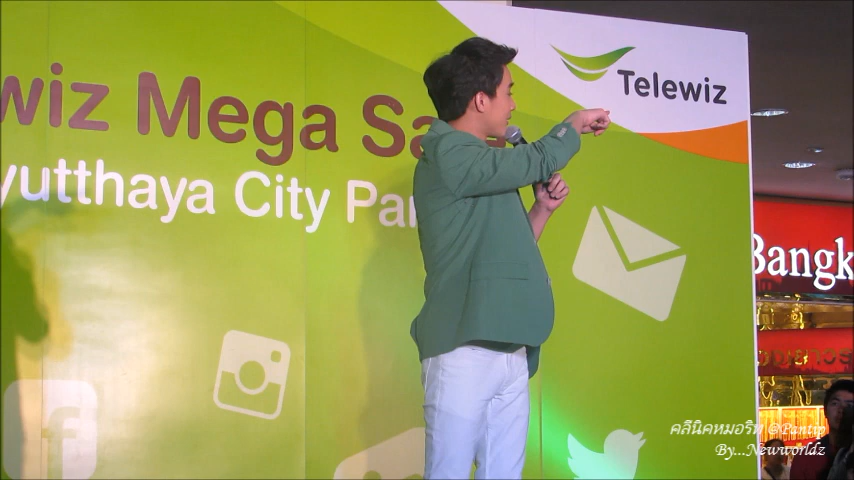 wiz Mega Sa
yutthaya City Par
Telewiz
Bangk
คลีนิคหมอริท @Pantip
By...Newworldz